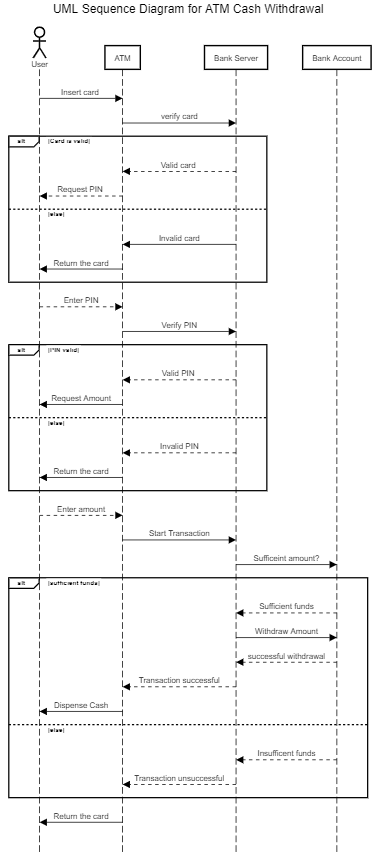 UML Sequence Diagram for ATM Cash Withdrawal
User
ATM
Bank Server
Bank Account
Insert card
verify card
alt
[Card is valid]
Valid card
Request PIN
[else]
Invalid card
Return the card
Enter PIN
Verify PIN
alt
[PIN valid]
Valid PIN
Request Amount
[else]
Invalid PIN
Return the card
Enter amount
Start Transaction
Sufficeint amount?
alt
[sufficient funds]
Sufficient funds
Withdraw Amount
successful withdrawal
Transaction successful
Dispense Cash
[else]
Insufficent funds
Transaction unsuccessful
Return the card